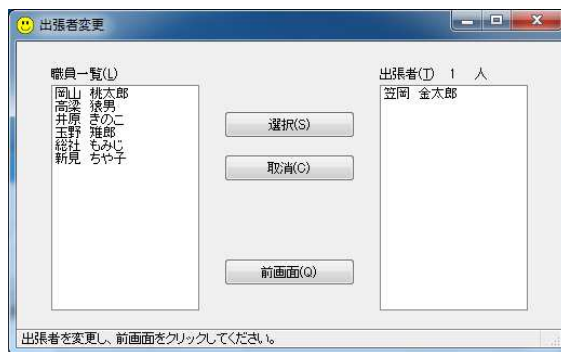 出張者変更
職員一覧(L)
岡山 桃太郎
高梁 猿男
井原 きのこ
玉野 雅郎
総社 もみじ
新見 ちや子
選択(S)
取消(C)
前画面(Q)
出張者(T) 1 人
笠岡 金太郎
出張者を変更し、前画面をクリックしてください。